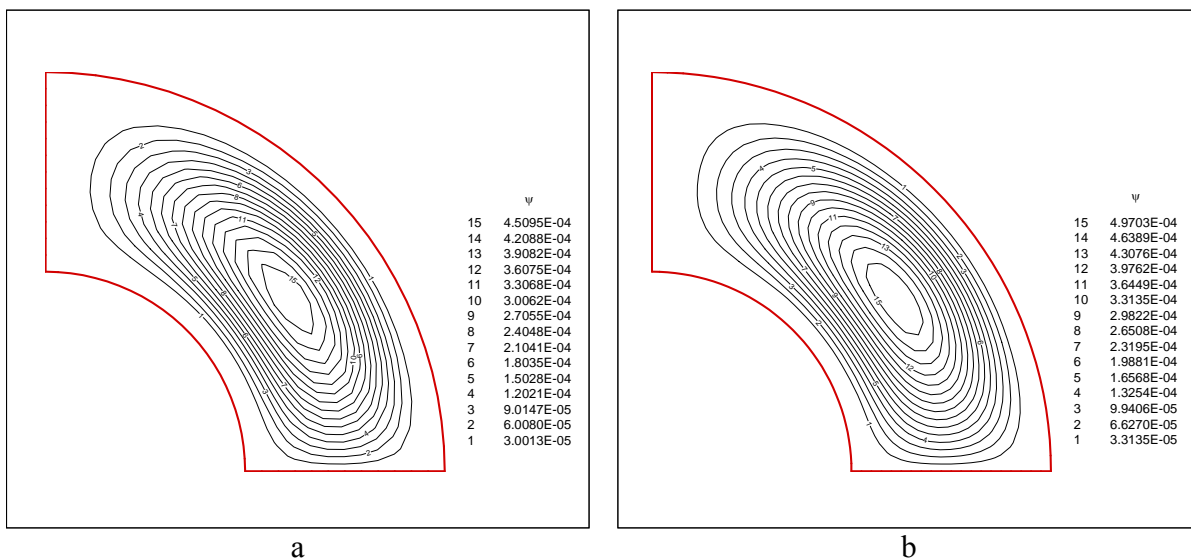 ψ
15 4.5095E-04
14 4.2088E-04
13 3.9082E-04
12 3.6075E-04
11 3.3068E-04
10 3.0062E-04
9 2.7055E-04
8 2.4048E-04
7 2.1041E-04
6 1.8035E-04
5 1.5028E-04
4 1.2021E-04
3 9.0147E-05
2 6.0080E-05
1 3.0013E-05
a
ψ
15 4.9703E-04
14 4.6389E-04
13 4.3076E-04
12 3.9762E-04
11 3.6449E-04
10 3.3135E-04
9 2.9822E-04
8 2.6508E-04
7 2.3195E-04
6 1.9881E-04
5 1.6568E-04
4 1.3254E-04
3 9.9406E-05
2 6.6270E-05
1 3.3135E-05
b